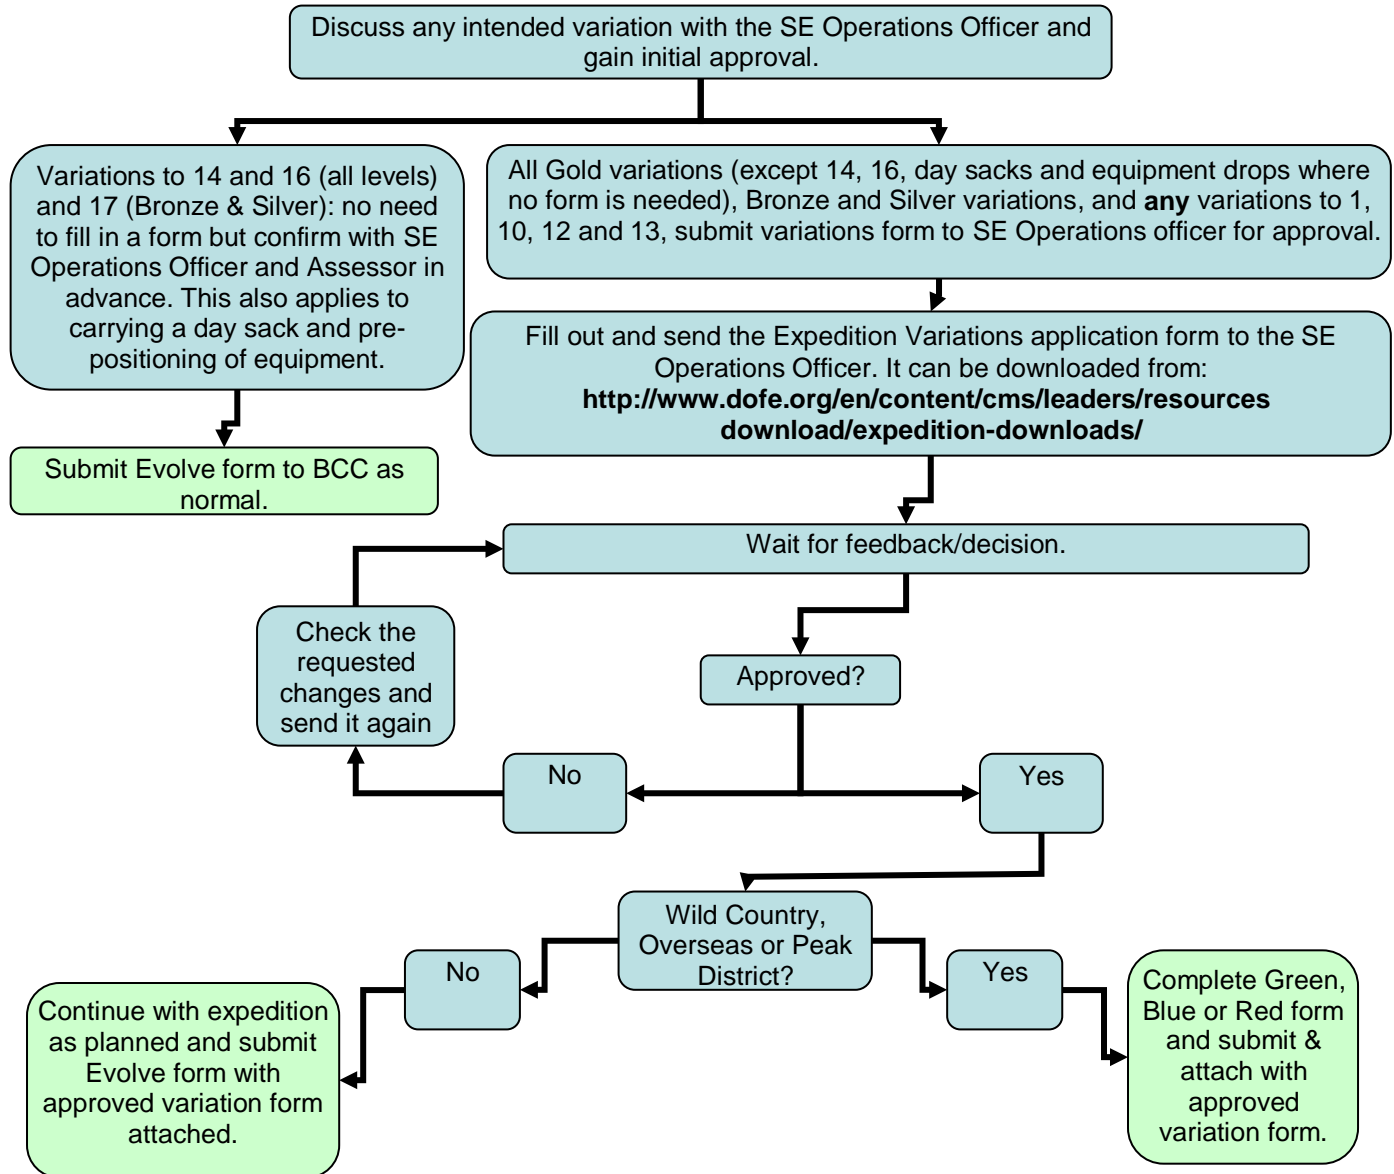 Discuss any intended variation with the SE Operations Officer and
gain initial approval.
Variations to 14 and 16 (all levels)
and 17 (Bronze & Silver): no need
to fill in a form but confirm with SE
Operations Officer and Assessor in
advance. This also applies to
carrying a day sack and pre-
positioning of equipment.
All Gold variations (except 14, 16, day sacks and equipment drops where
no form is needed), Bronze and Silver variations, and any variations to 1,
10, 12 and 13, submit variations form to SE Operations officer for approval.
Submit Evolve form to BCC as
normal.
Fill out and send the Expedition Variations application form to the SE
Operations Officer. It can be downloaded from:
http://www.dofe.org/en/content/cms/leaders/resources
download/expedition-downloads/
Wait for feedback/decision.
Check the
requested
changes and
send it again
Approved?
No
Yes
Wild Country,
Overseas or Peak
District?
No
Yes
Continue with expedition
as planned and submit
Evolve form with
approved variation form
attached.
Complete Green,
Blue or Red form
and submit &
attach with
approved
variation form.